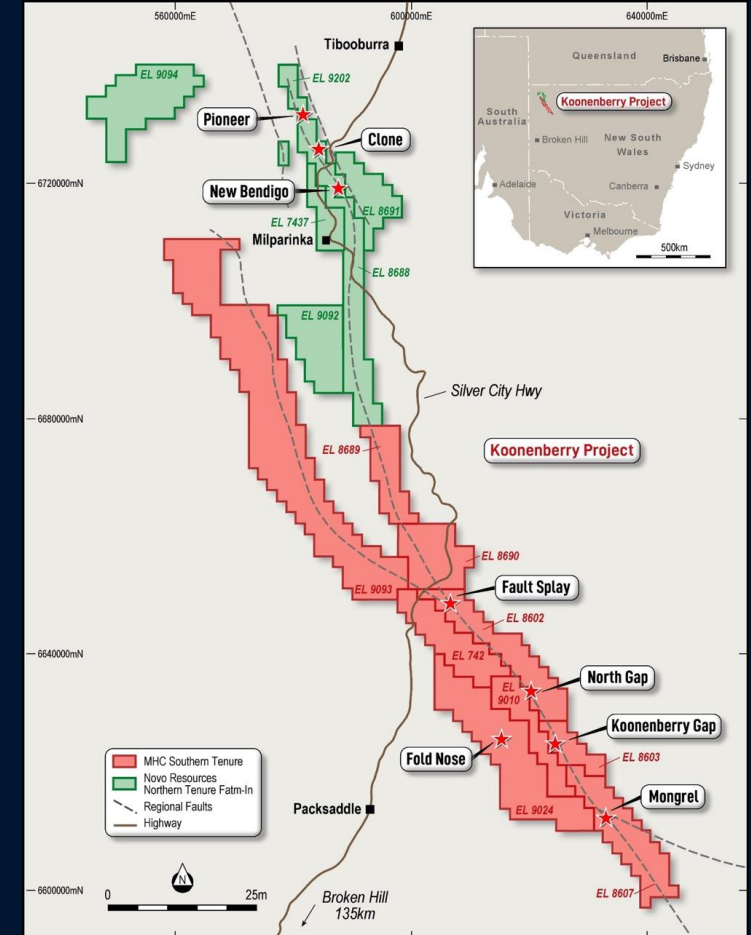 560000mE
600000mE
640000mE
Tibooburra
EL 9094
EL 9202
Pioneer
Clone
6720000mN
New Bendigo
EL 8691
EL 7437
Milparinka
EL 8688
EL 9092
Queensland
Brisbane
Koonenberry Project
South
Australia
Broken Hill
New South
Wales
Sydney
Adelaide
Canberra
Victoria
Melbourne
500km
Silver City Hwy
6680000mN
EL 8689
Koonenberry Project
EL 8690
EL 9093
Fault Splay
EL 8602
6640000mN
EL 742
North Gap
EL
9010
Koonenberry Gap
Fold Nose
EL 8603
Mongrel
MHC Southern Tenure
Novo Resources
Northern Tenure Fatm-In
Regional Faults
Highway
Packsaddle
EL 9024
N
0
25m
6600000mN
Broken Hill
135km
EL 8607